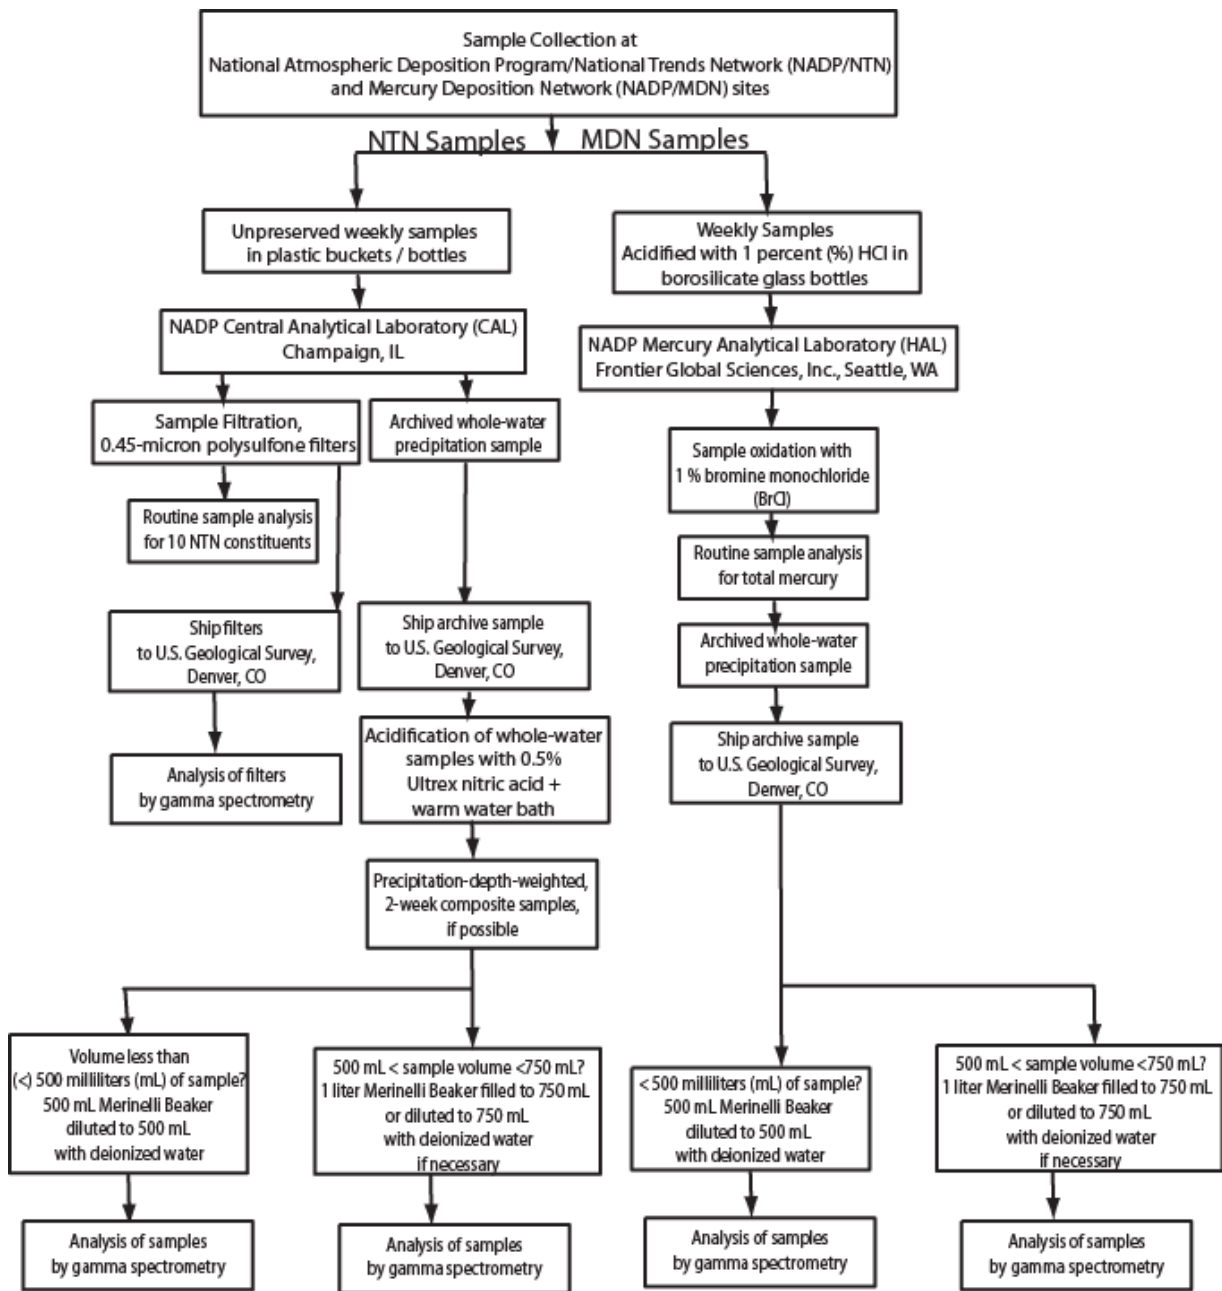 Sample Collection at
National Atmospheric Deposition Program/National Trends Network (NADP/NTN)
and Mercury Deposition Network (NADP/MDN) sites
NTN Samples
MDN Samples
Unpreserved weekly samples
in plastic buckets / bottles
Weekly Samples
Acidified with 1 percent (%) HCl in
borosilicate glass bottles
NADP Central Analytical Laboratory (CAL)
Champaign, IL
NADP Mercury Analytical Laboratory (HAL)
Frontier Global Sciences, Inc., Seattle, WA
Sample Filtration,
0.45-micron polysulfone filters
Archived whole-water
precipitation sample
Sample oxidation with
1 % bromine monochloride
(BrCl)
Routine sample analysis
for 10 NTN constituents
Routine sample analysis
for total mercury
Ship filters
to U.S. Geological Survey,
Denver, CO
Ship archive sample
to U.S. Geological Survey,
Denver, CO
Archived whole-water
precipitation sample
Analysis of filters
by gamma spectrometry
Acidification of whole-water
samples with 0.5%
Ultrex nitric acid +
warm water bath
Ship archive sample
to U.S. Geological Survey,
Denver, CO
Precipitation-depth-weighted,
2-week composite samples,
if possible
Volume less than
(<) 500 milliliters (mL) of sample?
500 mL Merinelli Beaker
diluted to 500 mL
with deionized water
500 mL < sample volume <750 mL?
1 liter Merinelli Beaker filled to 750 mL
or diluted to 750 mL
with deionized water
if necessary
< 500 milliliters (mL) of sample?
500 mL Merinelli Beaker
diluted to 500 mL
with deionized water
500 mL < sample volume <750 mL?
1 liter Merinelli Beaker filled to 750 mL
or diluted to 750 mL
with deionized water
if necessary
Analysis of samples
by gamma spectrometry
Analysis of samples
by gamma spectrometry
Analysis of samples
by gamma spectrometry
Analysis of samples
by gamma spectrometry